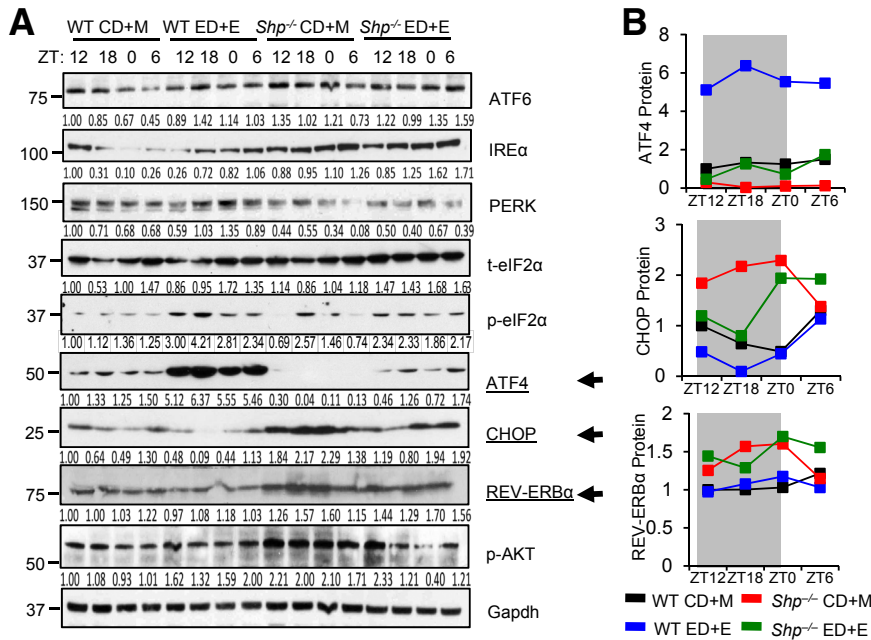 A
WT CD+M WT ED+E Shp–/– CD+M Shp–/– ED+E
ZT: 12 18 0 6 12 18 0 6 12 18 0 6 12 18 0 6
75
ATF6
1.00 0.85 0.67 0.45 0.89 1.42 1.14 1.03 1.35 1.02 1.21 0.73 1.22 0.99 1.35 1.59
100
IREα
1.00 0.31 0.10 0.26 0.26 0.72 0.82 1.06 0.88 0.95 1.10 1.26 0.85 1.25 1.62 1.71
150
PERK
1.00 0.71 0.68 0.68 0.59 1.03 1.35 0.89 0.44 0.55 0.34 0.08 0.50 0.40 0.67 0.39
37
t-eIF2α
1.00 0.53 1.00 1.47 0.86 0.95 1.72 1.35 1.14 0.86 1.04 1.18 1.47 1.43 1.68 1.63
37
p-eIF2α
1.00 1.12 1.36 1.25 3.00 4.21 2.81 2.34 0.69 2.57 1.46 0.74 2.34 2.33 1.86 2.17
50
ATF4
1.00 1.33 1.25 1.50 5.12 6.37 5.55 5.46 0.30 0.04 0.11 0.13 0.46 1.26 0.72 1.74
25
CHOP
1.00 0.64 0.49 1.30 0.48 0.09 0.44 1.13 1.84 2.17 2.29 1.38 1.19 0.80 1.94 1.92
75
REV-ERBα
1.00 1.00 1.03 1.22 0.97 1.08 1.18 1.03 1.26 1.57 1.60 1.15 1.44 1.29 1.70 1.56
50
p-AKT
1.00 1.08 0.93 1.01 1.62 1.32 1.59 2.00 2.21 2.00 2.10 1.71 2.33 1.21 0.40 1.21
37
Gapdh
B
ATF4 Protein
8
6
4
2
0
ZT12 ZT18 ZT0 ZT6
CHOP Protein
3
2
1
0
ZT12 ZT18 ZT0 ZT6
REV-ERBα Protein
2
1.5
1
0.5
0
ZT12 ZT18 ZT0 ZT6
WT CD+M Shp–/– CD+M
WT ED+E Shp–/– ED+E